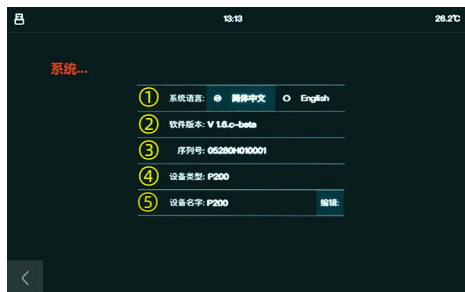 13:13 26.2℃
系统...
① 系统语言: 简体中文 English
② 软件版本: V 1.6.c-beta
③ 序列号: 05280H010001
④ 设备类型: P200
⑤ 设备名字: P200 编辑: